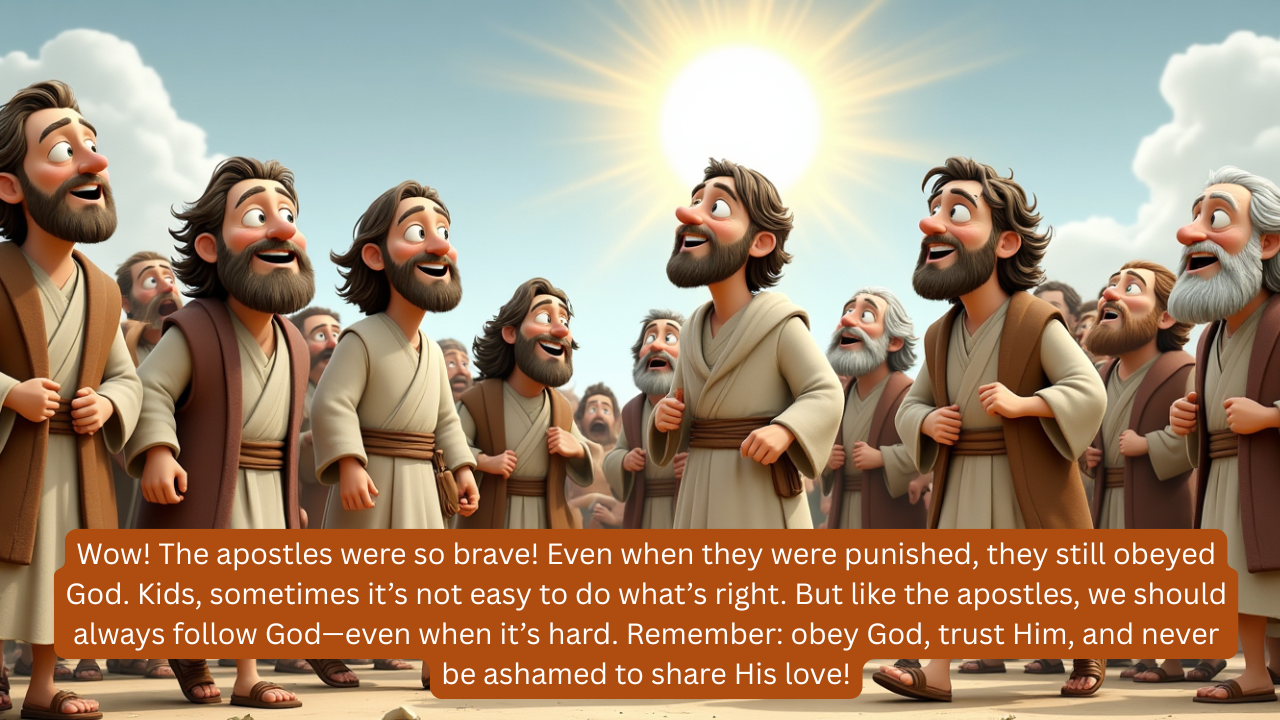 Wow! The apostles were so brave! Even when they were punished, they still obeyed
God. Kids, sometimes it’s not easy to do what’s right. But like the apostles, we should
always follow God—even when it’s hard. Remember: obey God, trust Him, and never
be ashamed to share His love!